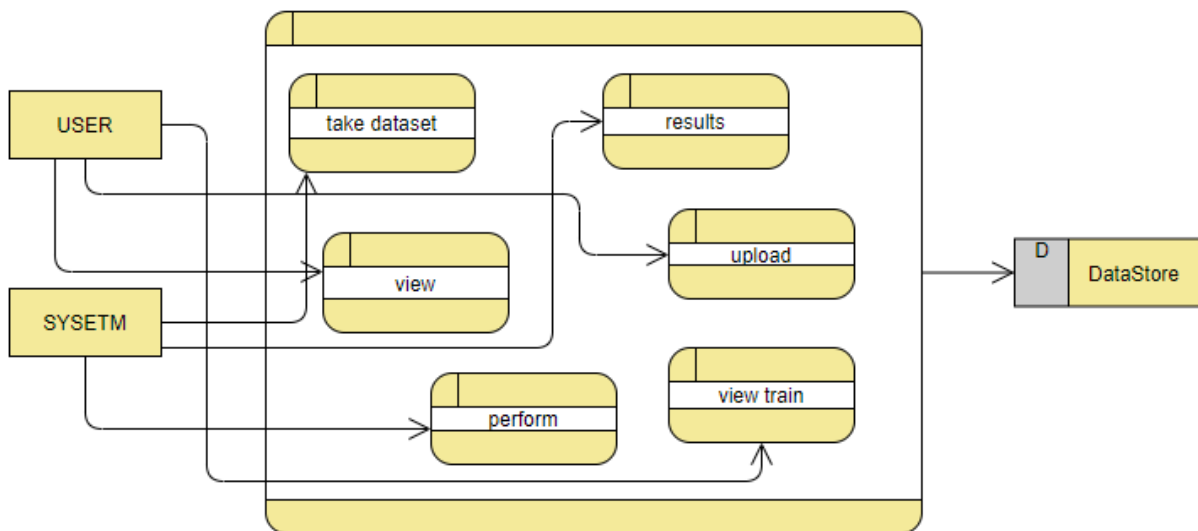 USER
take dataset
results
view
upload
D
DataStore
SYSETM
perform
view train